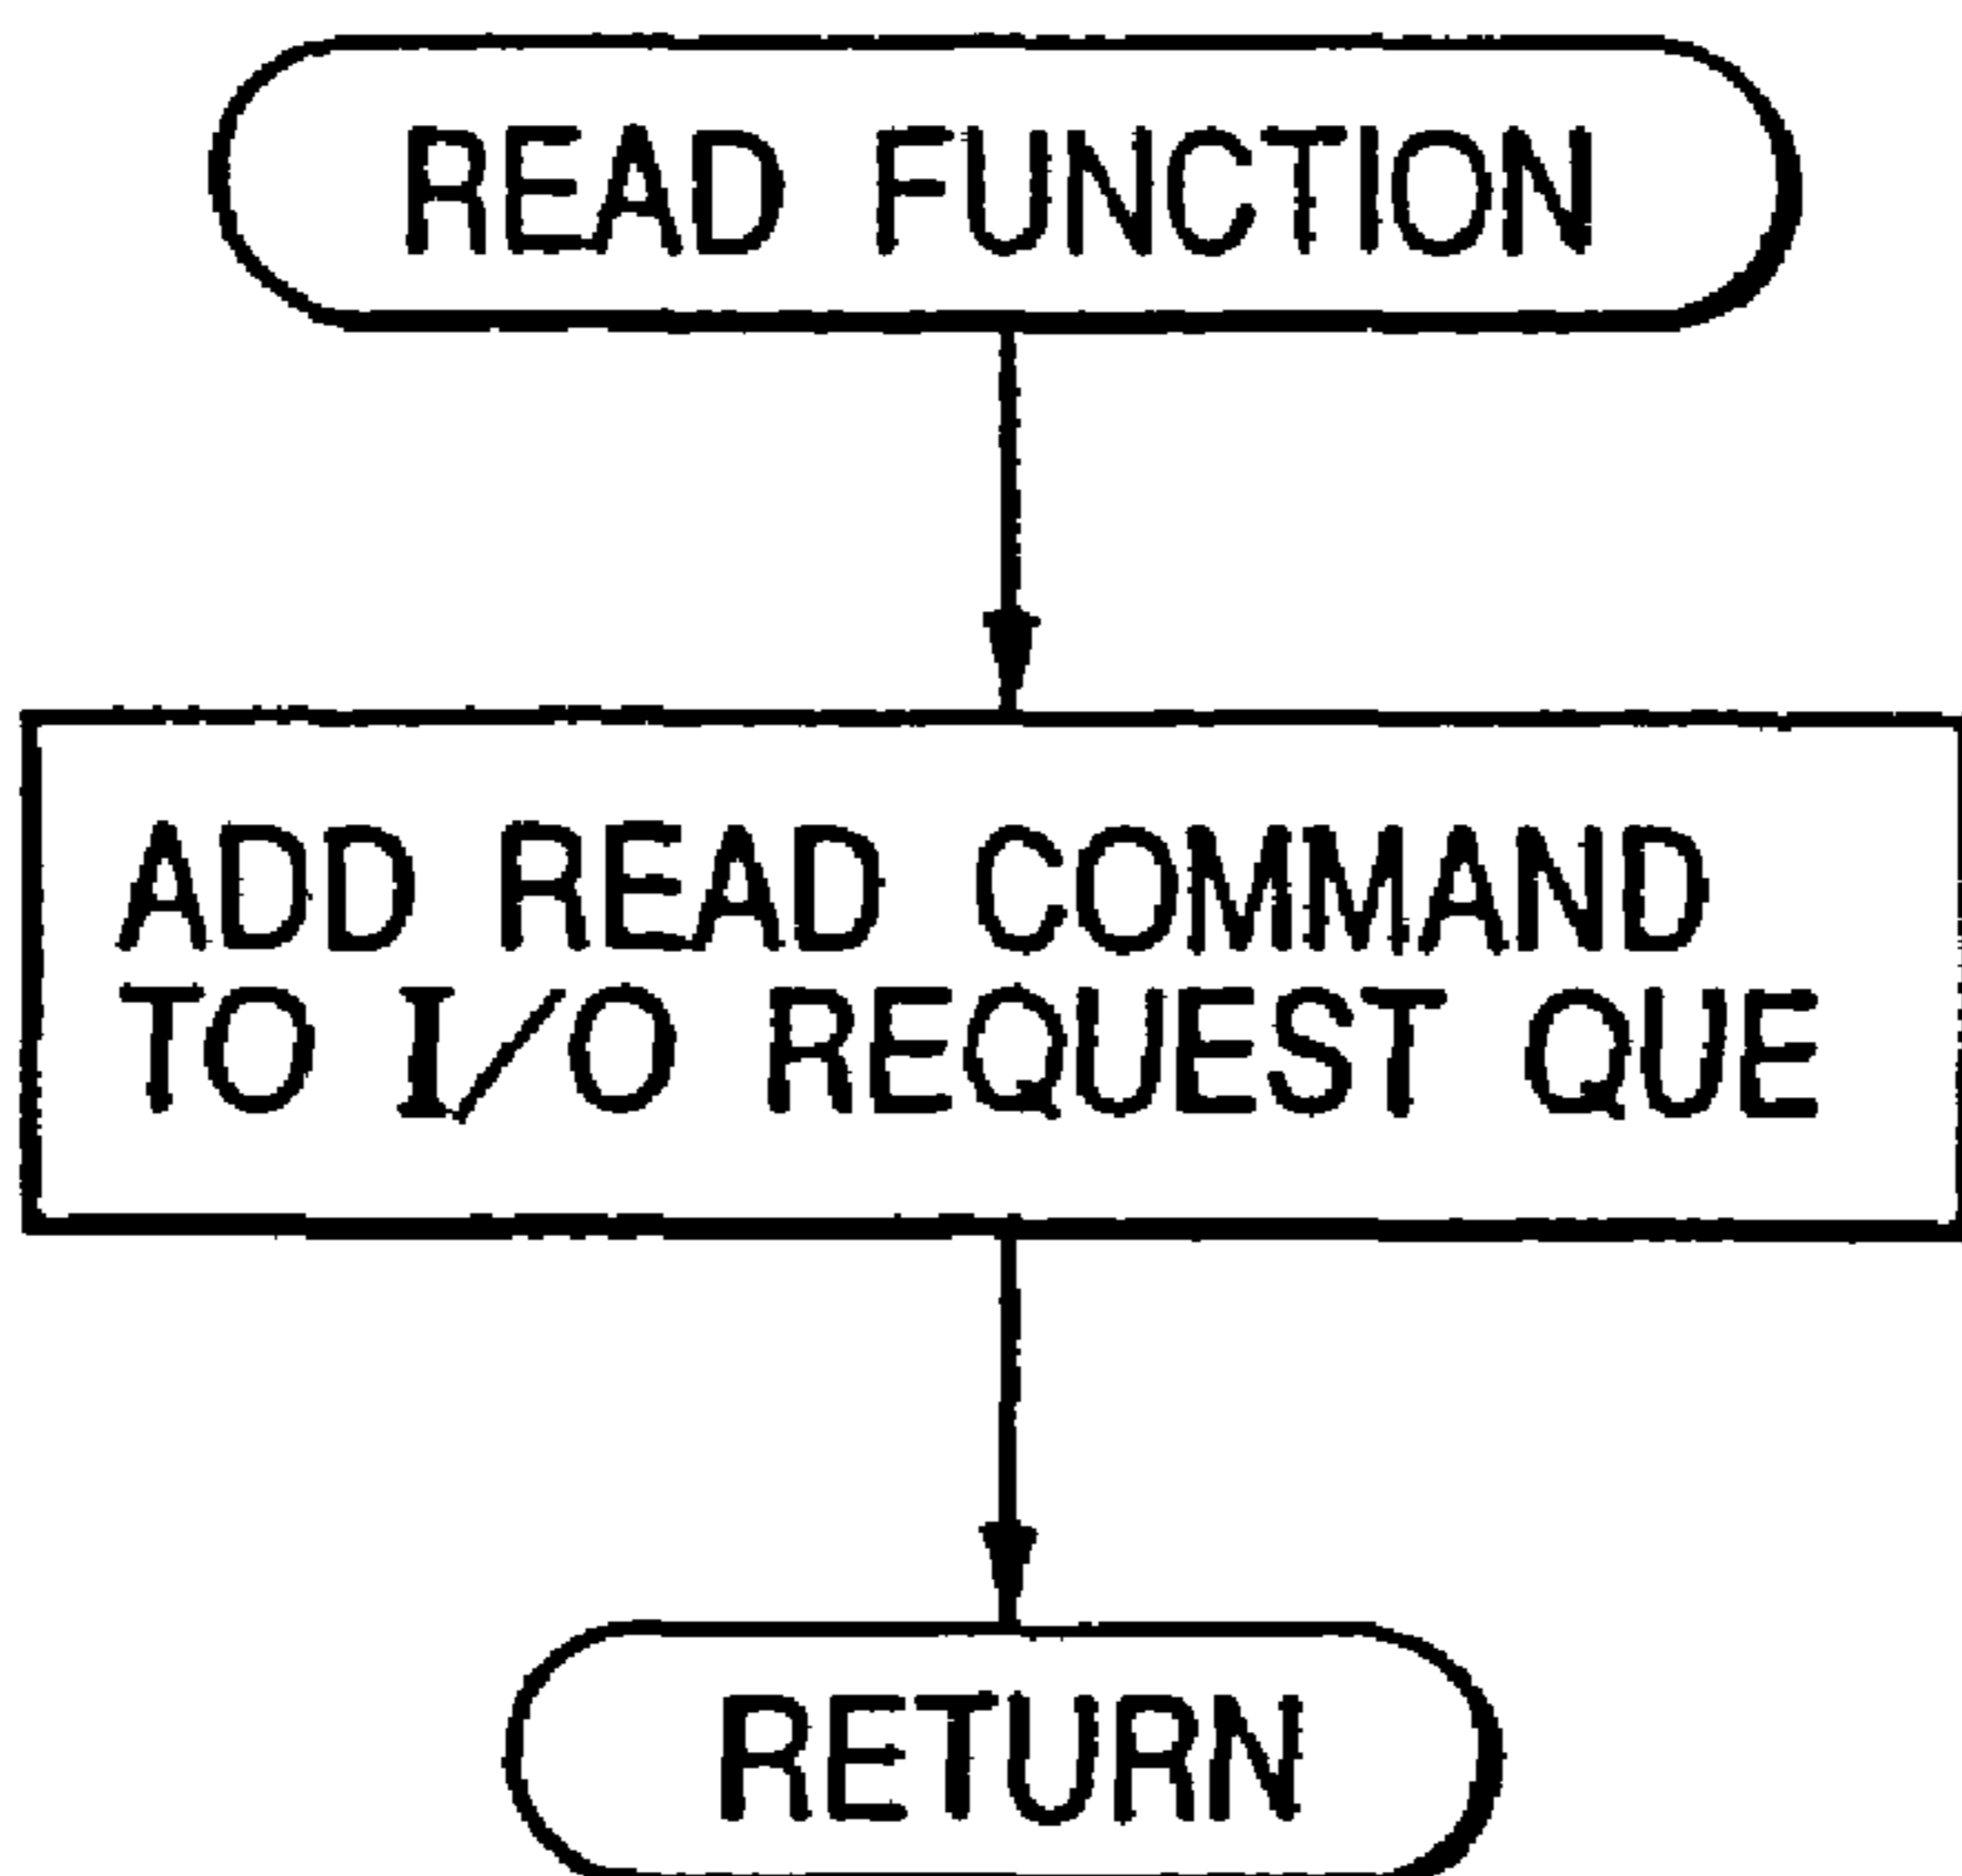 READ FUNCTION
ADD READ COMMAND
TO I/O REQUEST QUE
RETURN